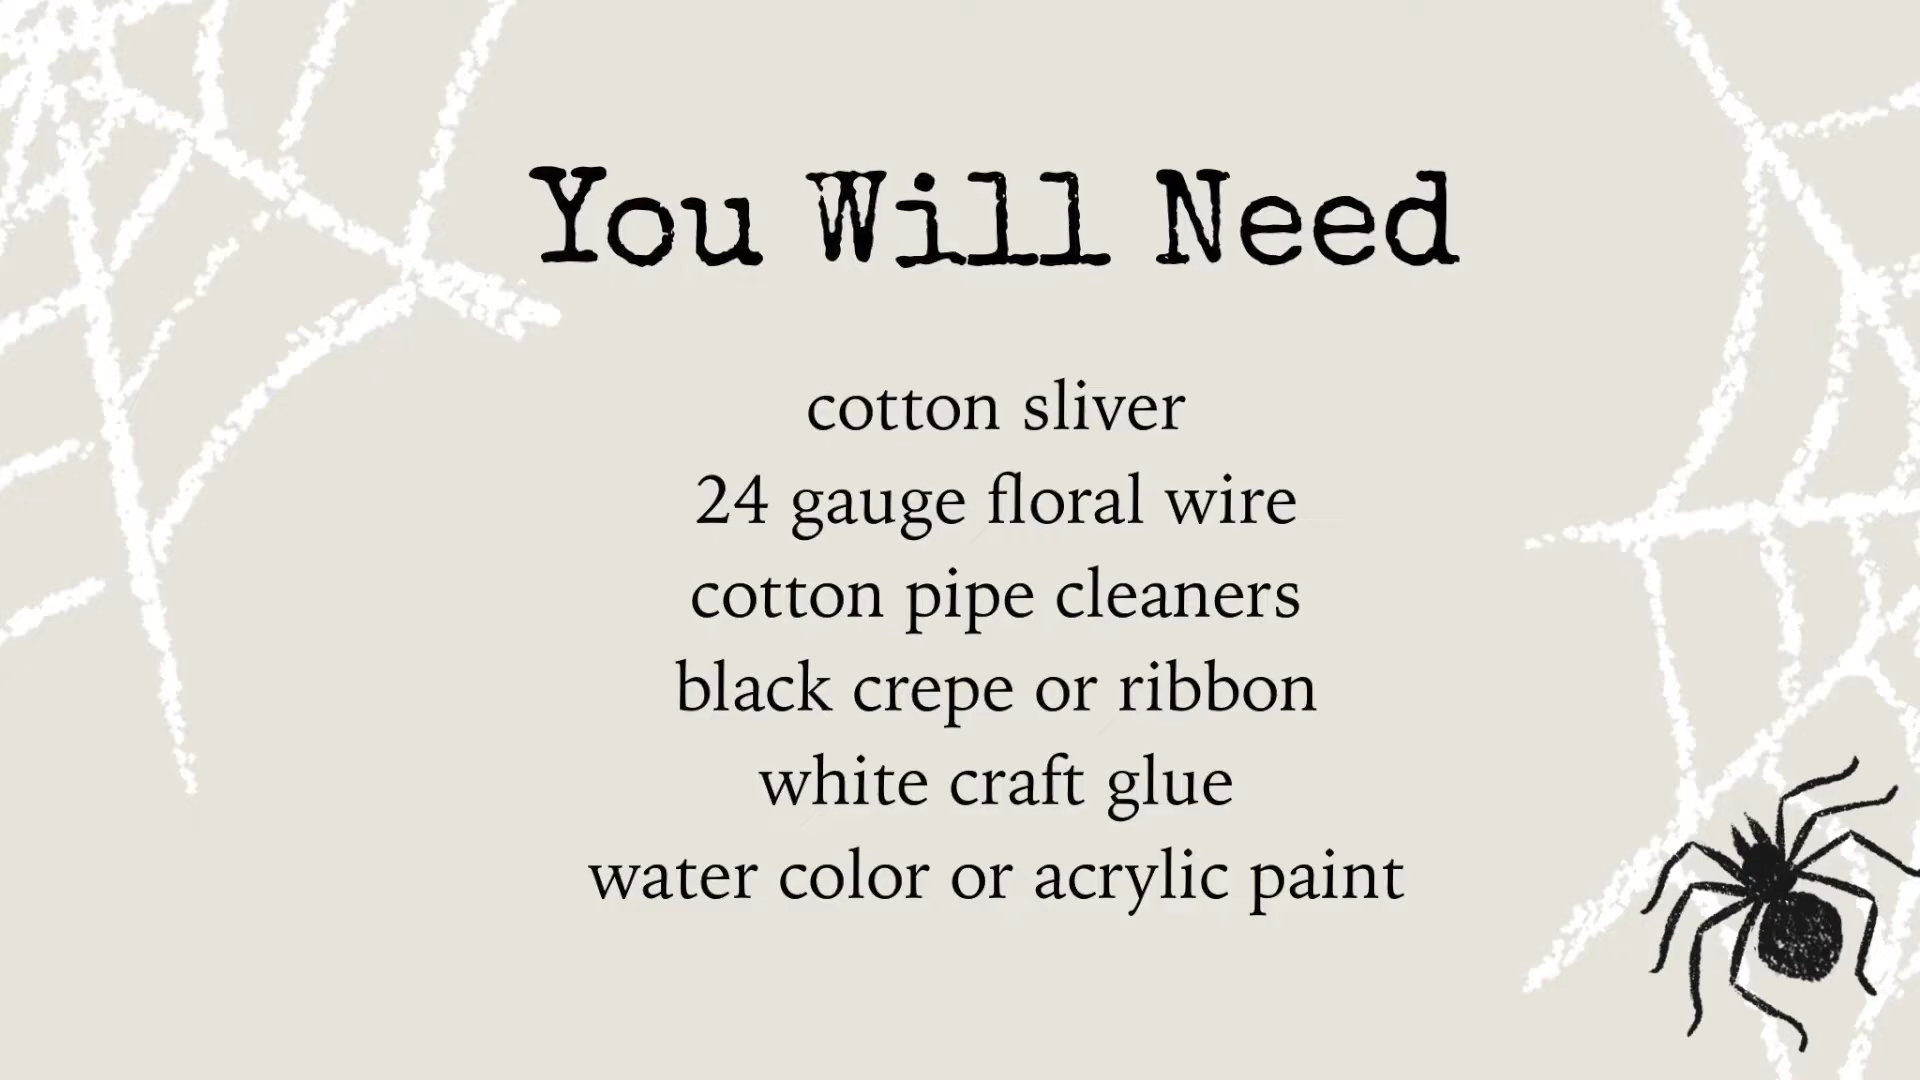 You Will Need
cotton sliver
24 gauge floral wire
cotton pipe cleaners
black crepe or ribbon
white craft glue
water color or acrylic paint